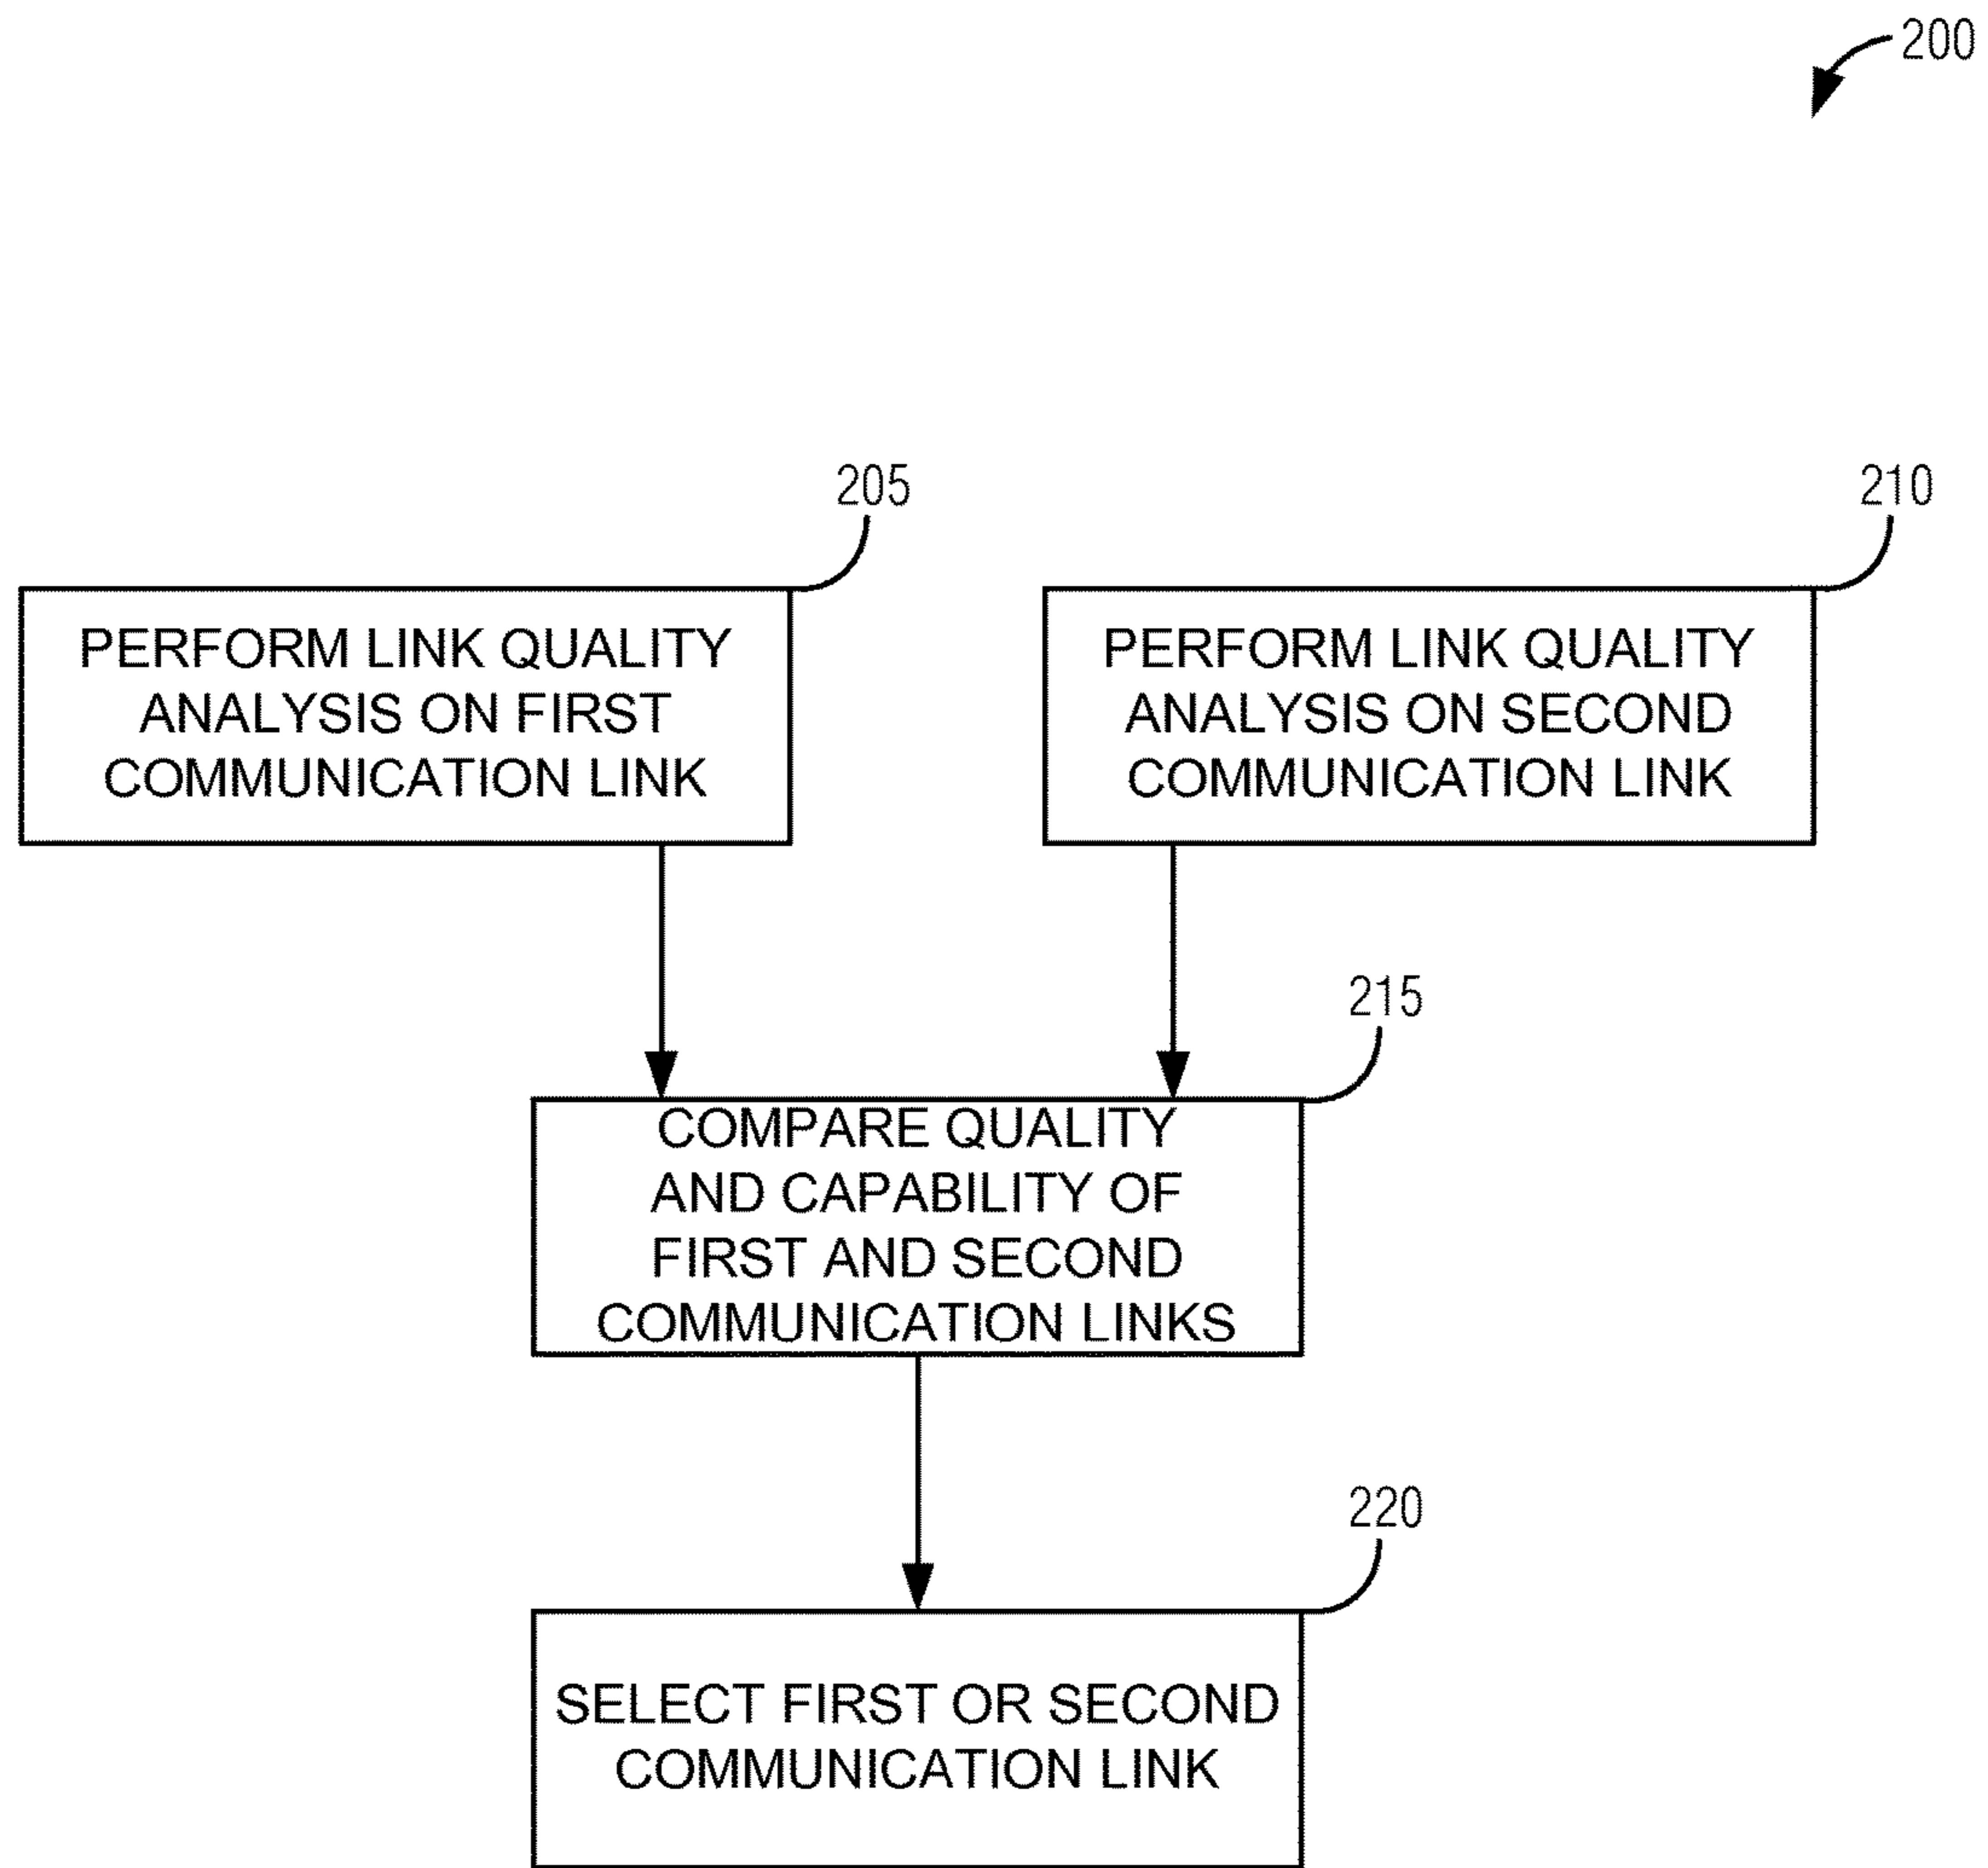 200
205
210
PERFORM LINK QUALITY
ANALYSIS ON FIRST
COMMUNICATION LINK
PERFORM LINK QUALITY
ANALYSIS ON SECOND
COMMUNICATION LINK
215
COMPARE QUALITY
AND CAPABILITY OF
FIRST AND SECOND
COMMUNICATION LINKS
220
SELECT FIRST OR SECOND
COMMUNICATION LINK